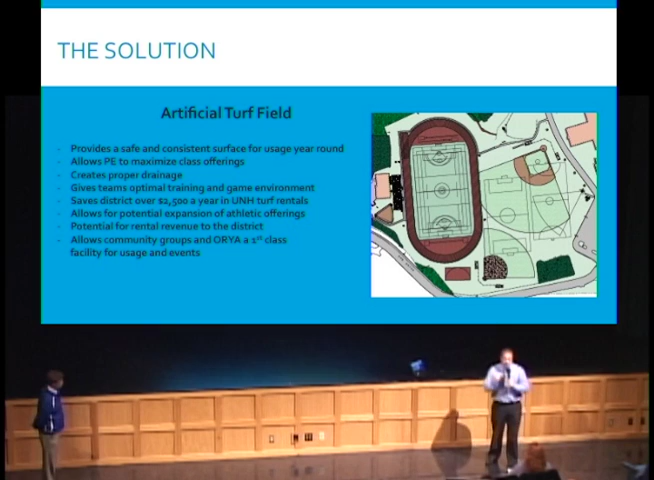 THE SOLUTION
Artificial Turf Field
Provides a safe and consistent surface for usage year round
Allows PE to maximize class offerings
Creates proper drainage
Gives teams optimal training and game environment
Saves district over $2,500 a year in UNH turf rentals
Allows for potential expansion of athletic offerings
Potential for rental revenue to the district
Allows community groups and ORYA a 1st class
facility for usage and events